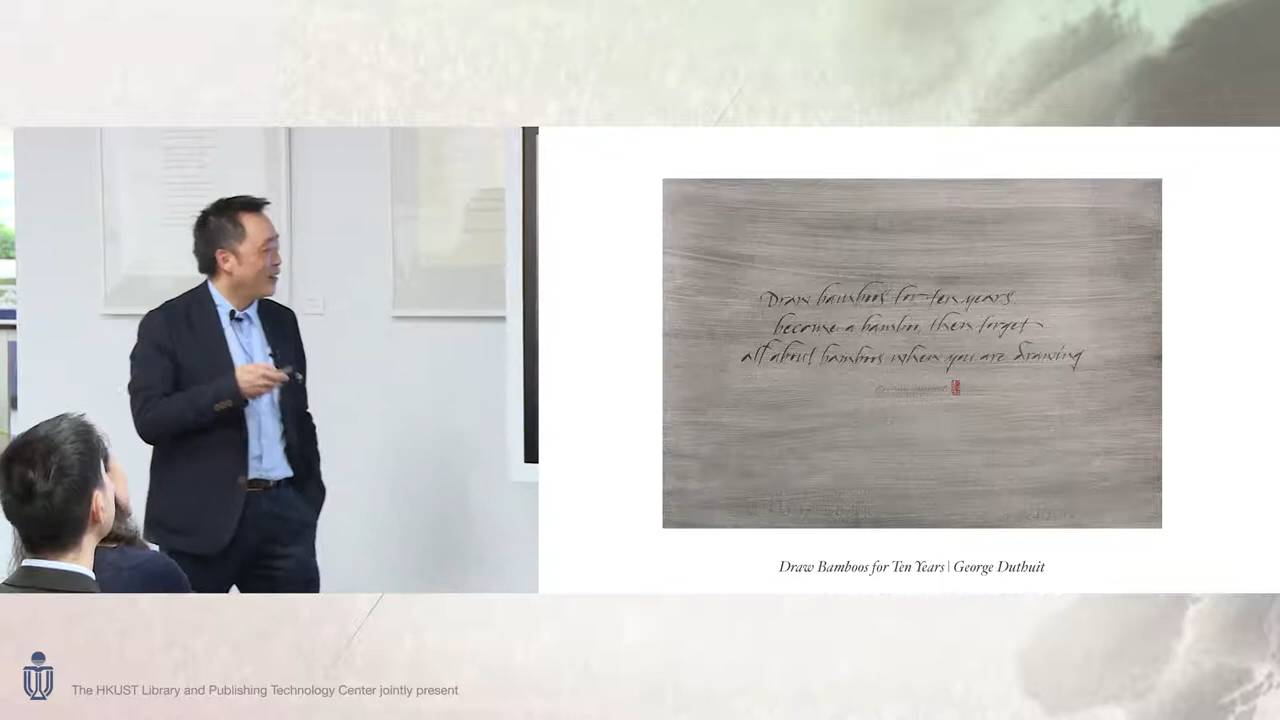 Draw bamboos for ten years,
become a bamboo, then forget
all about bamboos when you are drawing
Draw Bamboos for Ten Years | George Duthuit
The HKUST Library and Publishing Technology Center jointly present